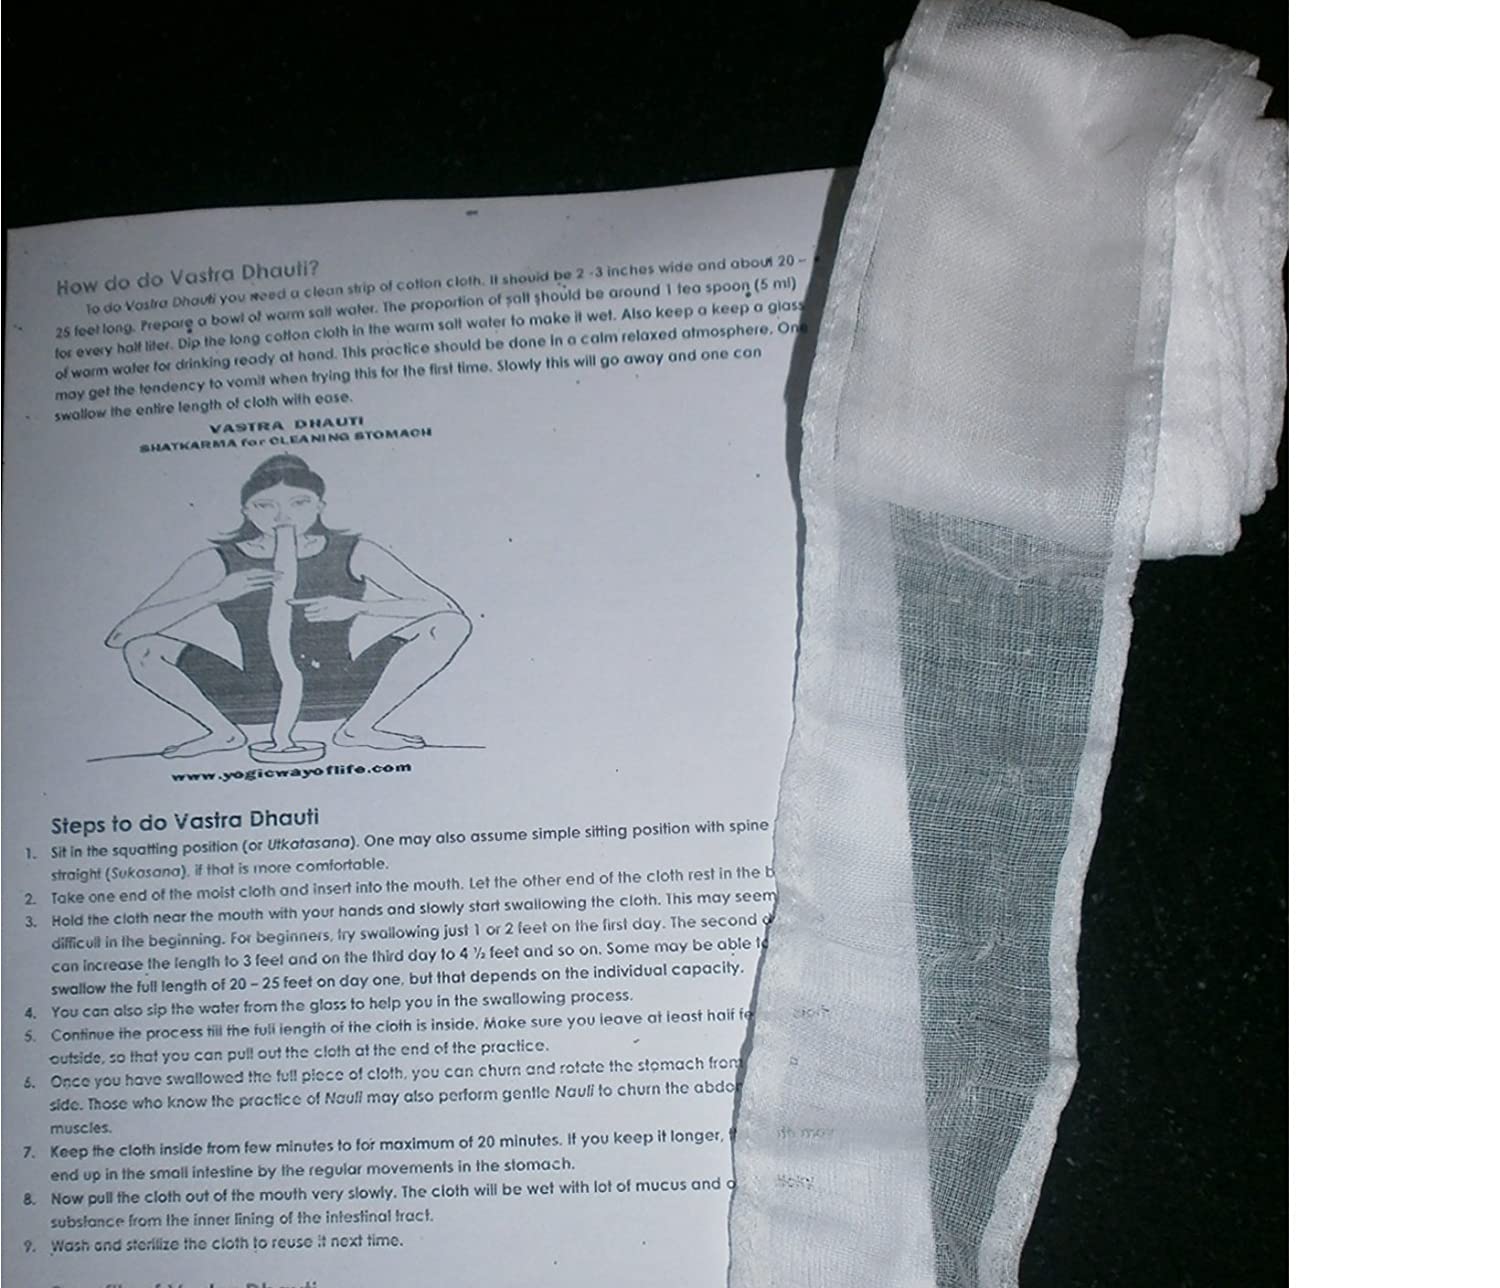 How do do Vastra Dhauti?
To do Vastra Dhauti you need a clean strip of cotton cloth. It should be 2 -3 inches wide and about 20 –
25 feet long. Prepare a bowl of warm salt water. The proportion of salt should be around 1 tea spoon (5 ml)
for every half liter. Dip the long cotton cloth in the warm salt water to make it wet. Also keep a keep a glass
of warm water for drinking ready at hand. This practice should be done in a calm relaxed atmosphere. One
may get the tendency to vomit when trying this for the first time. Slowly this will go away and one can
swallow the entire length of cloth with ease.
VASTRA DHAUTI
SHATKARMA for CLEANING STOMACH
www.yogicwayoflife.com
Steps to do Vastra Dhauti
1. Sit in the squatting position (or Utkatasana). One may also assume simple sitting position with spine
straight (Sukasana), if that is more comfortable.
2. Take one end of the moist cloth and insert into the mouth. Let the other end of the cloth rest in the b
3. Hold the cloth near the mouth with your hands and slowly start swallowing the cloth. This may seem
difficult in the beginning. For beginners, try swallowing just 1 or 2 feet on the first day. The second d
can increase the length to 3 feet and on the third day to 4 ½ feet and so on. Some may be able to
swallow the full length of 20 – 25 feet on day one, but that depends on the individual capacity.
4. You can also sip the water from the glass to help you in the swallowing process.
5. Continue the process till the full length of the cloth is inside. Make sure you leave at least half fe
outside, so that you can pull out the cloth at the end of the practice.
6. Once you have swallowed the full piece of cloth, you can churn and rotate the stomach from
side. Those who know the practice of Nauli may also perform gentle Nauli to churn the abdo
muscles.
7. Keep the cloth inside from few minutes to for maximum of 20 minutes. If you keep it longer, may
end up in the small intestine by the regular movements in the stomach.
8. Now pull the cloth out of the mouth very slowly. The cloth will be wet with lot of mucus and
substance from the inner lining of the intestinal tract.
9. Wash and sterilize the cloth to reuse it next time.